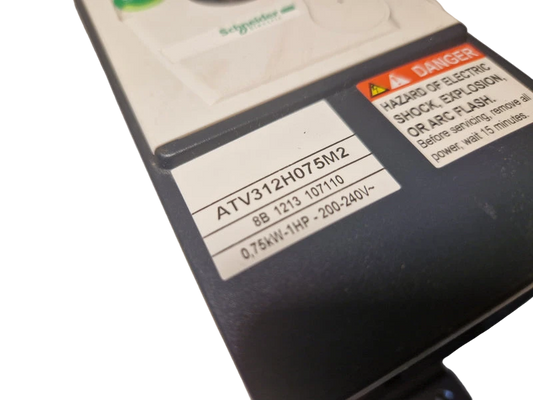 Schneider
Electric
DANGER
HAZARD OF ELECTRIC
SHOCK, EXPLOSION,
OR ARC FLASH.
Before servicing, remove all
power, wait 15 minutes.
ATV312H075M2
8B 1213 107110
0,75kW-1HP - 200-240V~